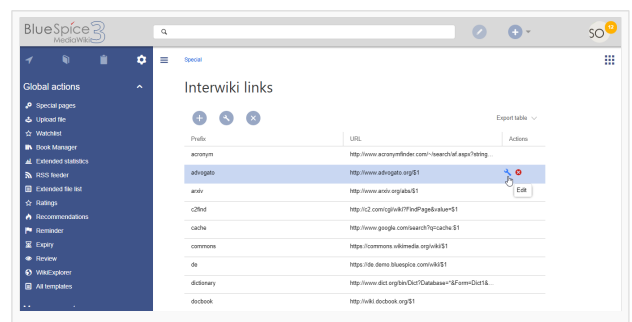 BlueSpice 3
MediaWiki
SO
12
Special
Global actions
Special pages
Upload file
Watchlist
Book Manager
Extended statistics
RSS feeder
Extended file list
Ratings
Recommendations
Reminder
Expiry
Review
WikiExplorer
All templates
Interwiki links
Export table
Prefix URL Actions
acronym http://www.acronymfinder.com/~/search/af.aspx?string...
advogato http://www.advogato.org/$1
Edit
arxiv http://www.arxiv.org/abs/$1
c2find http://c2.com/cgi/wiki?FindPage&value=$1
cache http://www.google.com/search?q=cache:$1
commons https://commons.wikimedia.org/wiki/$1
de https://de.demo.bluespice.com/wiki/$1
dictionary http://www.dict.org/bin/Dict?Database=*&Form=Dict1&...
docbook http://wiki.docbook.org/$1